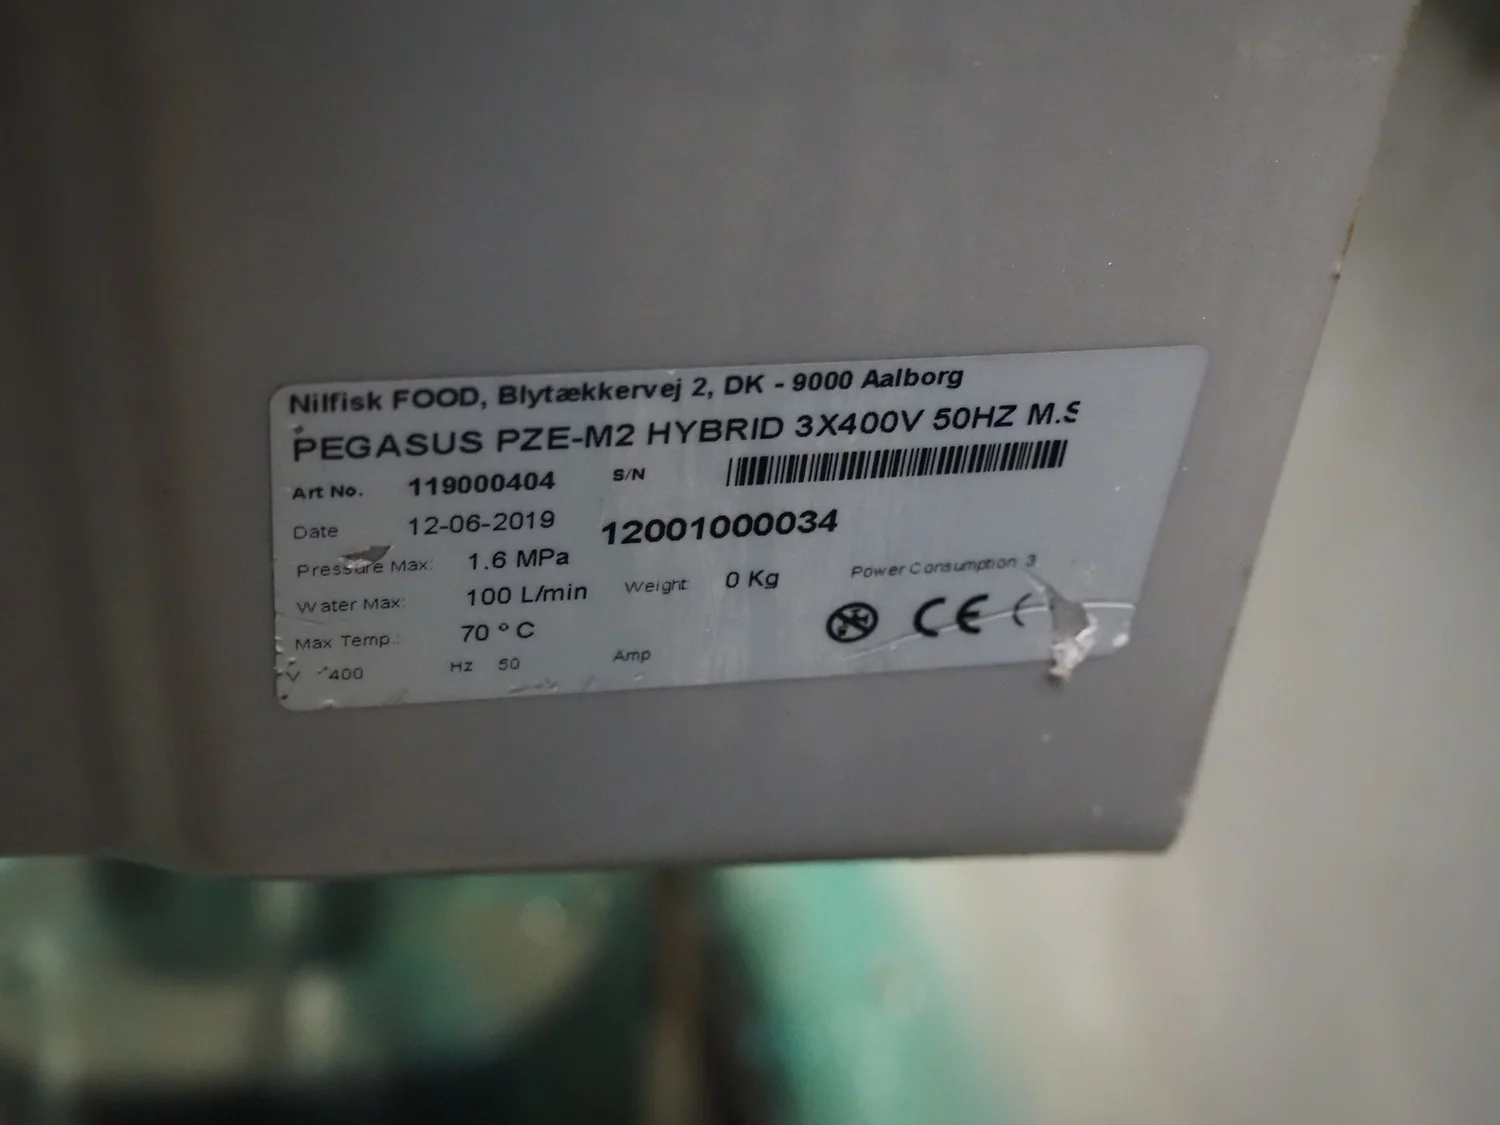 Nilfisk FOOD, Blytækkervej 2, DK - 9000 Aalborg
PEGASUS PZE-M2 HYBRID 3X400V 50HZ M.S
Art No. 119000404 S/N
Date 12-06-2019 12001000034
Pressure Max: 1.6 MPa
Water Max: 100 L/min Weight: 0 Kg Power Consumption 3
Max Temp.: 70 ° C CE
V 400 Hz 50 Amp